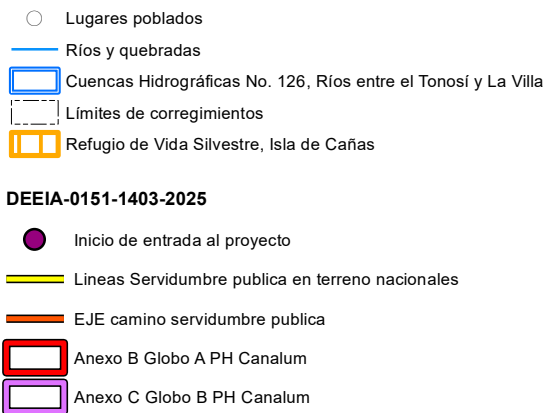 Lugares poblados
Ríos y quebradas
Cuencas Hidrográficas No. 126, Ríos entre el Tonosí y La Villa
Límites de corregimientos
Refugio de Vida Silvestre, Isla de Cañas
DEEIA-0151-1403-2025
Inicio de entrada al proyecto
Lineas Servidumbre publica en terreno nacionales
EJE camino servidumbre publica
Anexo B Globo A PH Canalum
Anexo C Globo B PH Canalum